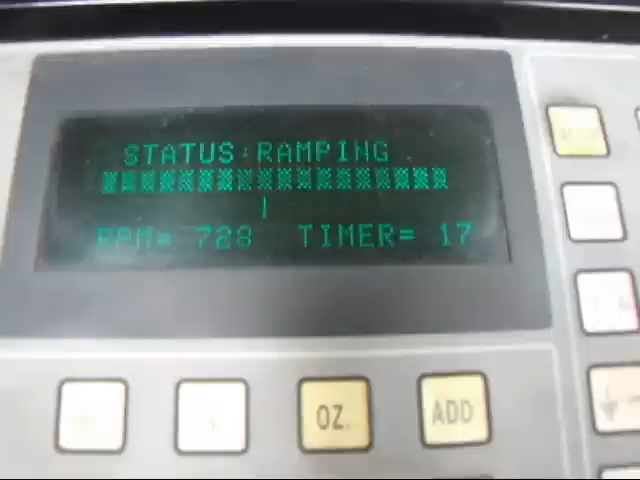 STATUS:RAMPING
RPM= 728 TIMER= 17
OZ. ADD